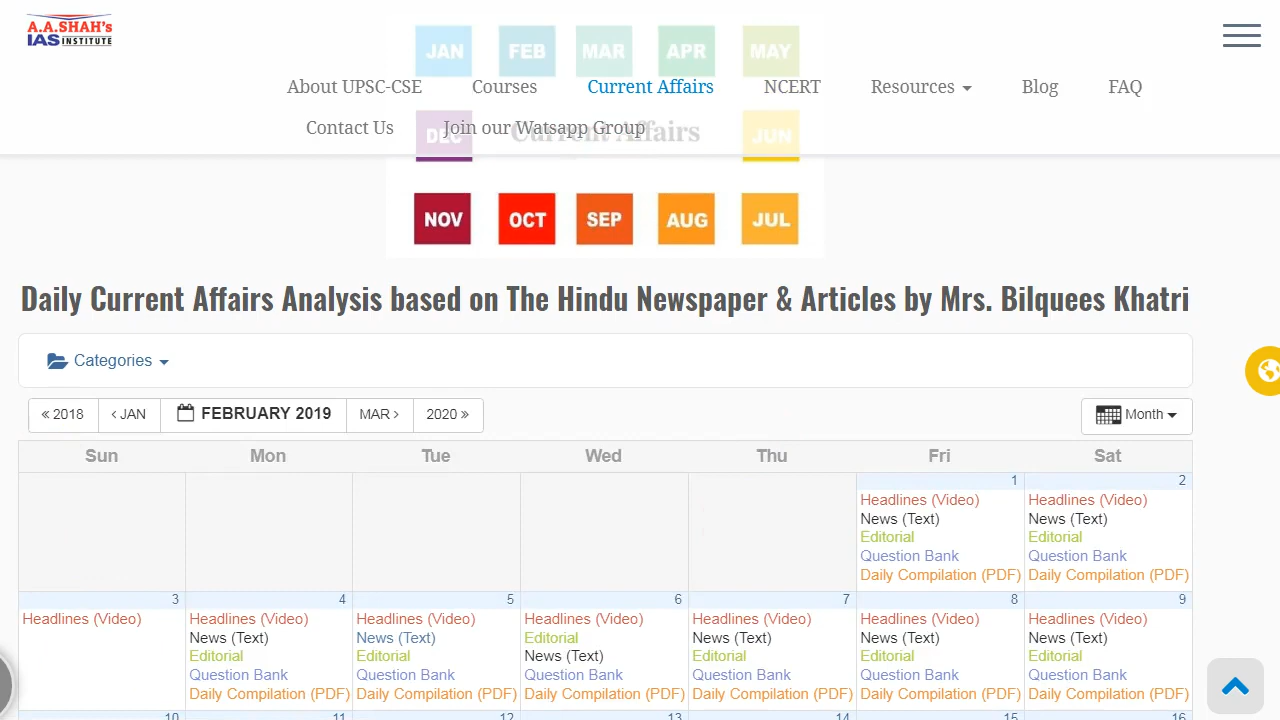 A.A.SHAH's
IAS INSTITUTE
JAN FEB MAR APR MAY
About UPSC-CSE Courses Current Affairs NCERT Resources Blog FAQ
Contact Us Join our Watsapp Group
DEC Current Affairs JUN
NOV OCT SEP AUG JUL
Daily Current Affairs Analysis based on The Hindu Newspaper & Articles by Mrs. Bilquees Khatri
Categories
« 2018 ‹ JAN FEBRUARY 2019 MAR › 2020 » Month
Sun Mon Tue Wed Thu Fri Sat
1 2
Headlines (Video) Headlines (Video)
News (Text) News (Text)
Editorial Editorial
Question Bank Question Bank
Daily Compilation (PDF) Daily Compilation (PDF)
3 4 5 6 7 8 9
Headlines (Video) Headlines (Video) Headlines (Video) Headlines (Video) Headlines (Video) Headlines (Video) Headlines (Video)
News (Text) News (Text) Editorial News (Text) News (Text) News (Text)
Editorial Editorial News (Text) Editorial Editorial Editorial
Question Bank Question Bank Question Bank Question Bank Question Bank Question Bank
Daily Compilation (PDF) Daily Compilation (PDF) Daily Compilation (PDF) Daily Compilation (PDF) Daily Compilation (PDF) Daily Compilation (PDF)
10 11 12 13 14 15 16